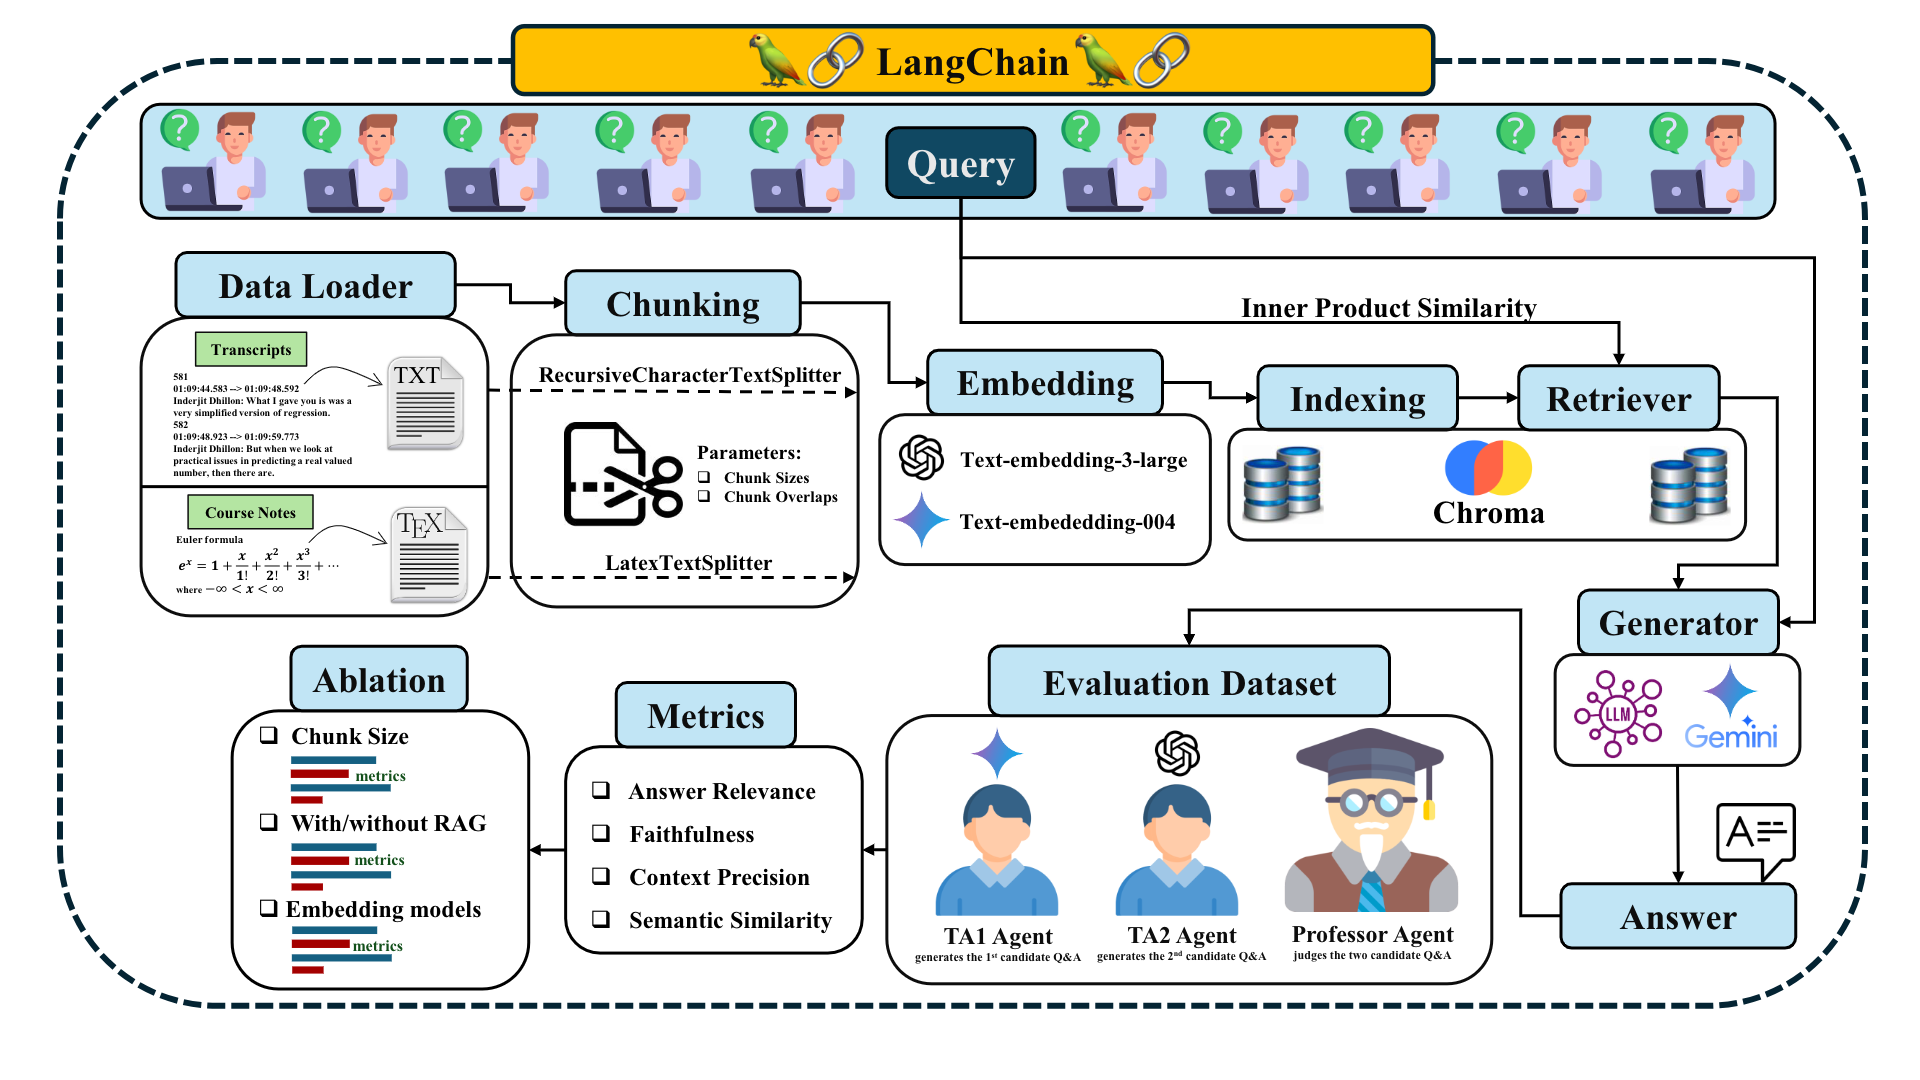 LangChain
Query
Data Loader
Transcripts
581
01:09:44.583 --> 01:09:48.592
Inderjit Dhillon: What I gave you is was a
very simplified version of regression.
582
01:09:48.923 --> 01:09:59.773
Inderjit Dhillon: But when we look at
practical issues in predicting a real valued
number, then there are.
TXT
Course Notes
Euler formula
e^x = 1 + x/1! + x^2/2! + x^3/3! + ⋯
where −∞ < x < ∞
TEX
Chunking
RecursiveCharacterTextSplitter
Parameters:
❑ Chunk Sizes
❑ Chunk Overlaps
LatexTextSplitter
Embedding
Text-embedding-3-large
Text-embededding-004
Inner Product Similarity
Indexing
Retriever
Chroma
Generator
LLM
Gemini
A
Answer
Evaluation Dataset
TA1 Agent
generates the 1st candidate Q&A
TA2 Agent
generates the 2nd candidate Q&A
Professor Agent
judges the two candidate Q&A
Metrics
❑ Answer Relevance
❑ Faithfulness
❑ Context Precision
❑ Semantic Similarity
Ablation
❑ Chunk Size
metrics
❑ With/without RAG
metrics
❑ Embedding models
metrics